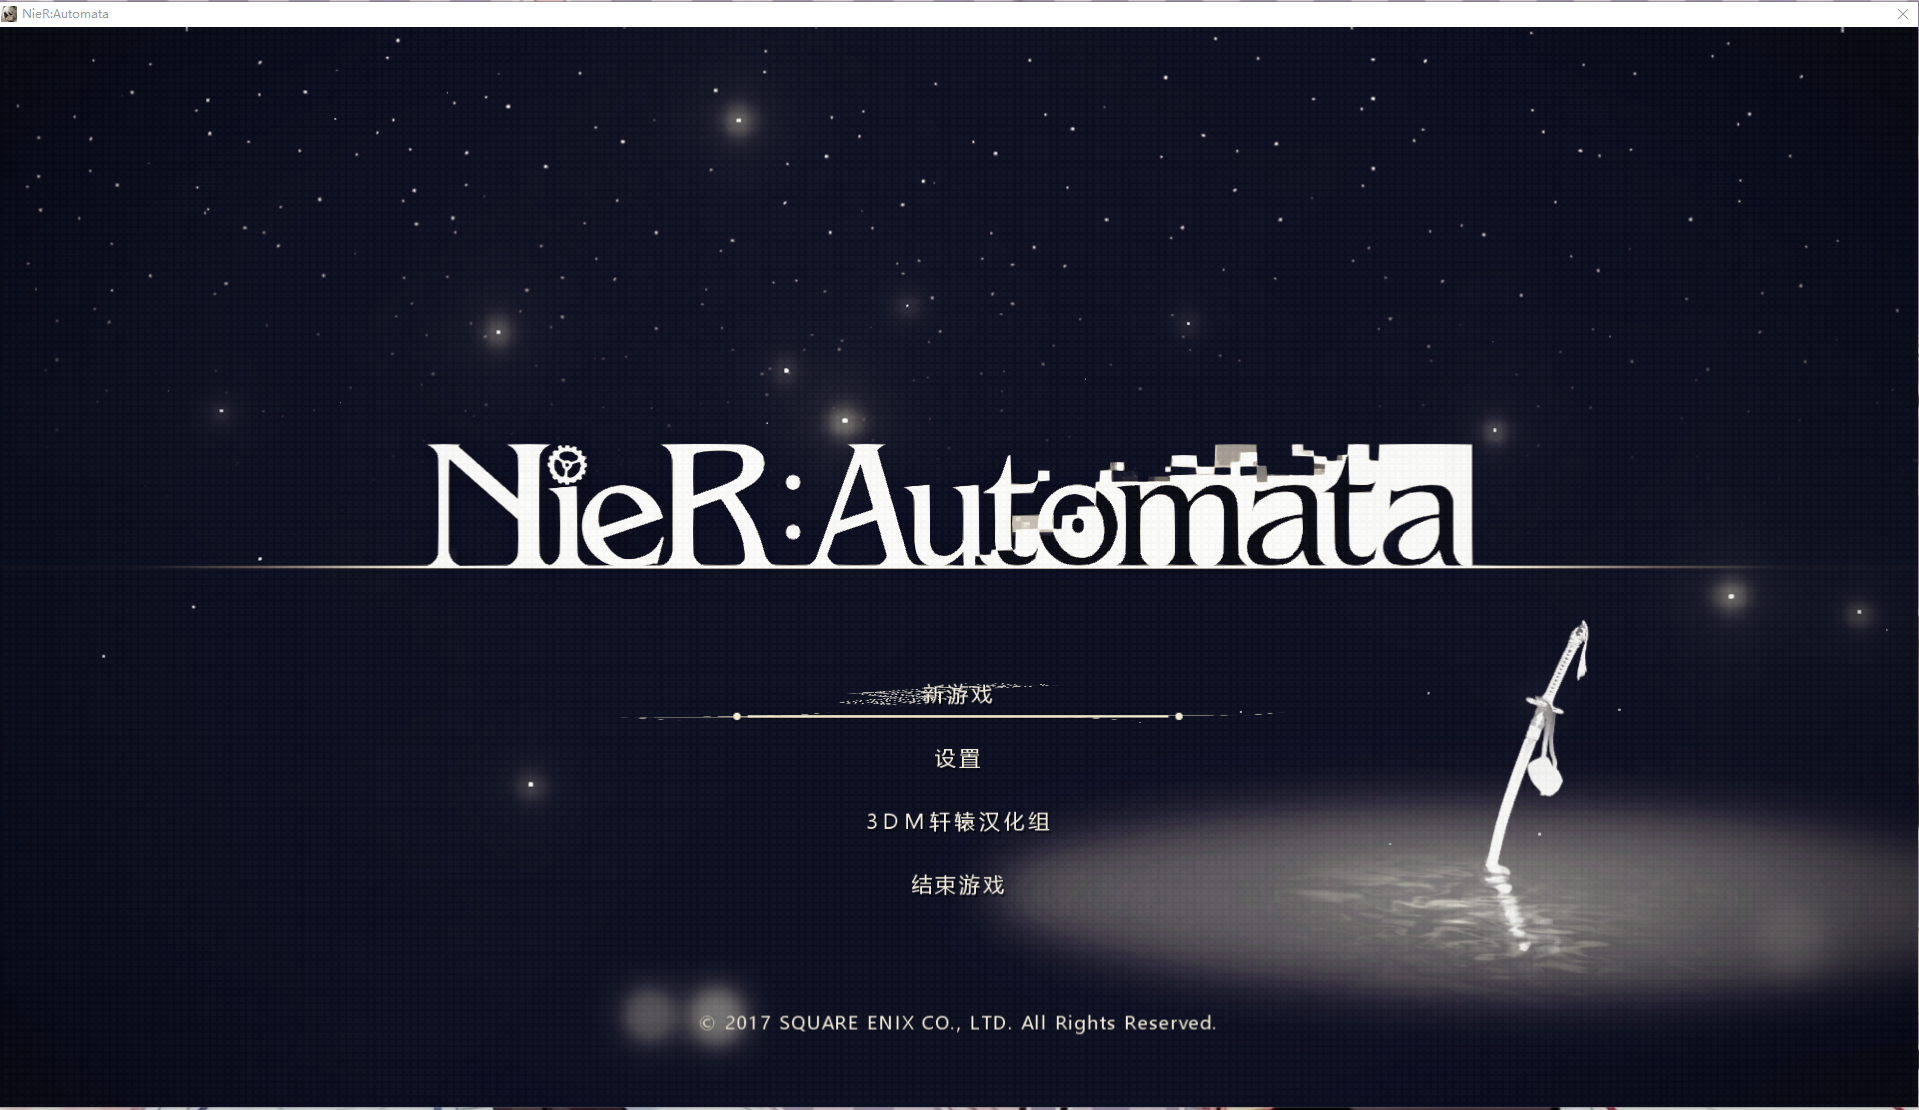 NieR:Automata
NieR:Automata
新游戏
设置
3DM轩辕汉化组
结束游戏
© 2017 SQUARE ENIX CO., LTD. All Rights Reserved.